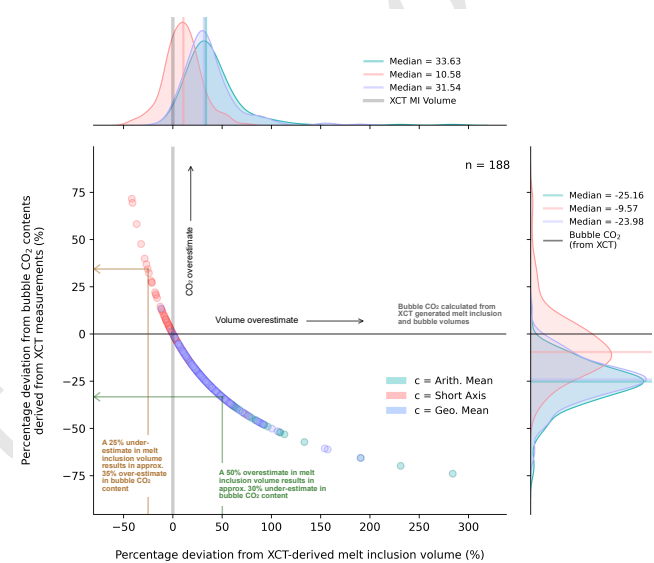 Median = 33.63
Median = 10.58
Median = 31.54
XCT MI Volume
n = 188
Median = -25.16
Median = -9.57
Median = -23.98
Bubble CO₂
(from XCT)
Percentage deviation from bubble CO₂ contents
derived from XCT measurements (%)
75
50
25
0
−25
−50
−75
CO₂ overestimate
Volume overestimate
Bubble CO₂ calculated from
XCT generated melt inclusion
and bubble volumes
c = Arith. Mean
c = Short Axis
c = Geo. Mean
A 25% under-
estimate in melt
inclusion volume
results in approx.
35% over-estimate
in bubble CO₂
content
A 50% overestimate in melt
inclusion volume results in
approx. 30% under-estimate in
bubble CO₂ content
−50
0
50
100
150
200
250
300
Percentage deviation from XCT-derived melt inclusion volume (%)